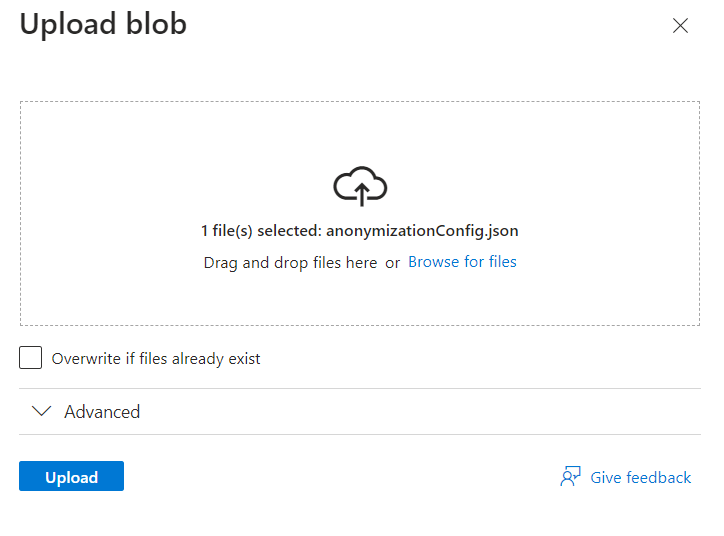 Upload blob
1 file(s) selected: anonymizationConfig.json
Drag and drop files here or Browse for files
Overwrite if files already exist
Advanced
Upload
Give feedback